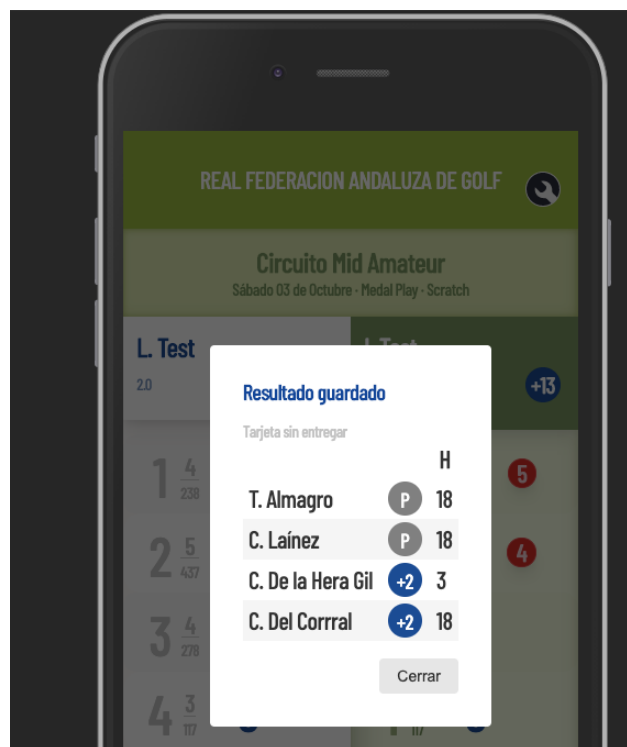 REAL FEDERACION ANDALUZA DE GOLF
Circuito Mid Amateur
Sábado 03 de Octubre · Medal Play · Scratch
L. Test
2.0
+13
Resultado guardado
Tarjeta sin entregar
H
T. Almagro P 18
C. Laínez P 18
C. De la Hera Gil +2 3
C. Del Corrral +2 18
Cerrar
1 4 238
5
2 5 437
4
3 4 278
4 3 117
117